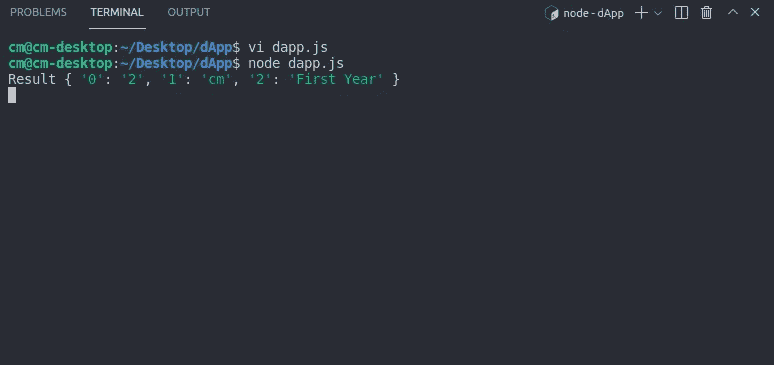 PROBLEMS TERMINAL OUTPUT node - dApp
cm@cm-desktop:~/Desktop/dApp$ vi dapp.js
cm@cm-desktop:~/Desktop/dApp$ node dapp.js
Result { '0': '2', '1': 'cm', '2': 'First Year' }